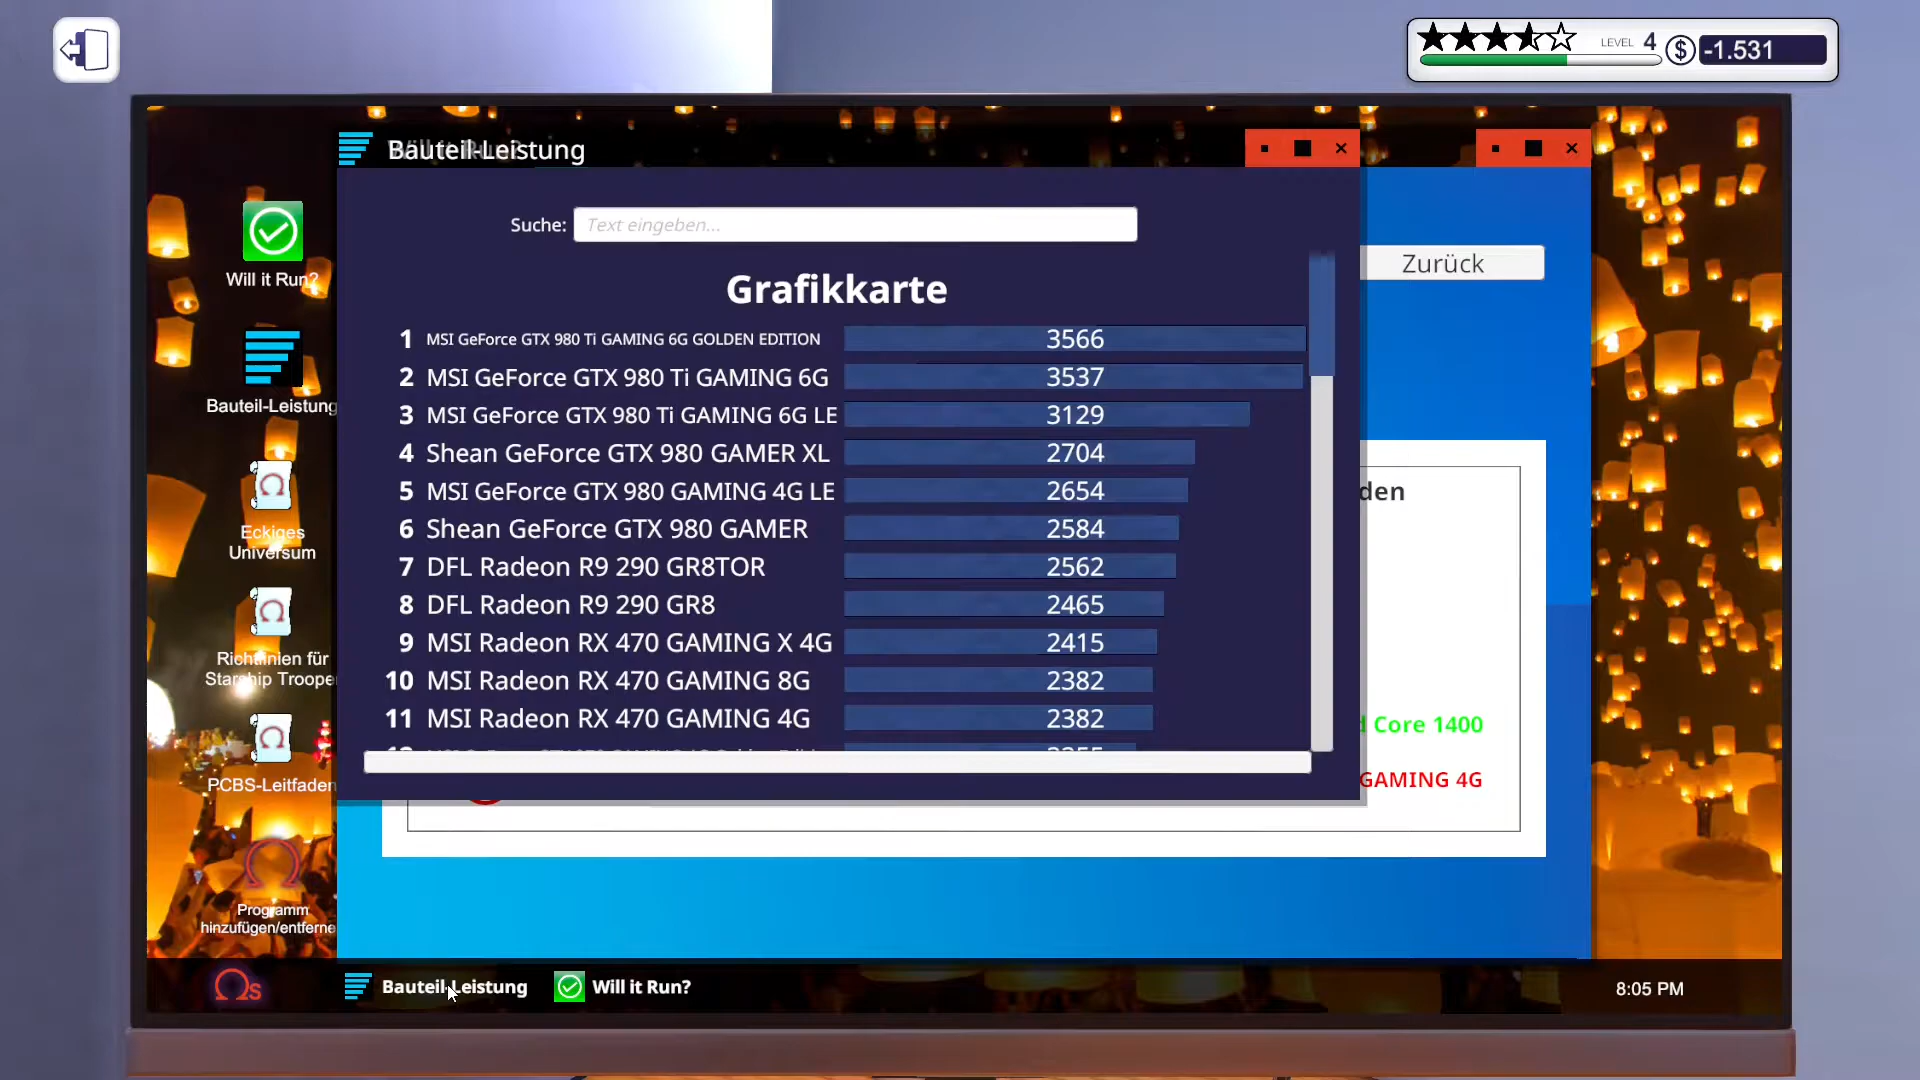 LEVEL 4 $ -1.531
Bauteil-Leistung
Suche: Text eingeben...
Zurück
Grafikkarte
1 MSI GeForce GTX 980 Ti GAMING 6G GOLDEN EDITION 3566
2 MSI GeForce GTX 980 Ti GAMING 6G 3537
3 MSI GeForce GTX 980 Ti GAMING 6G LE 3129
4 Shean GeForce GTX 980 GAMER XL 2704
5 MSI GeForce GTX 980 GAMING 4G LE 2654
6 Shean GeForce GTX 980 GAMER 2584
7 DFL Radeon R9 290 GR8TOR 2562
8 DFL Radeon R9 290 GR8 2465
9 MSI Radeon RX 470 GAMING X 4G 2415
10 MSI Radeon RX 470 GAMING 8G 2382
11 MSI Radeon RX 470 GAMING 4G 2382
den
Core 1400
GAMING 4G
Will it Run?
Bauteil-Leistung
Eckiges
Universum
Richtlinien für
Starship Trooper
PCBS-Leitfaden
Programm
hinzufügen/entferne
Ωs
Bauteil-Leistung
Will it Run?
8:05 PM